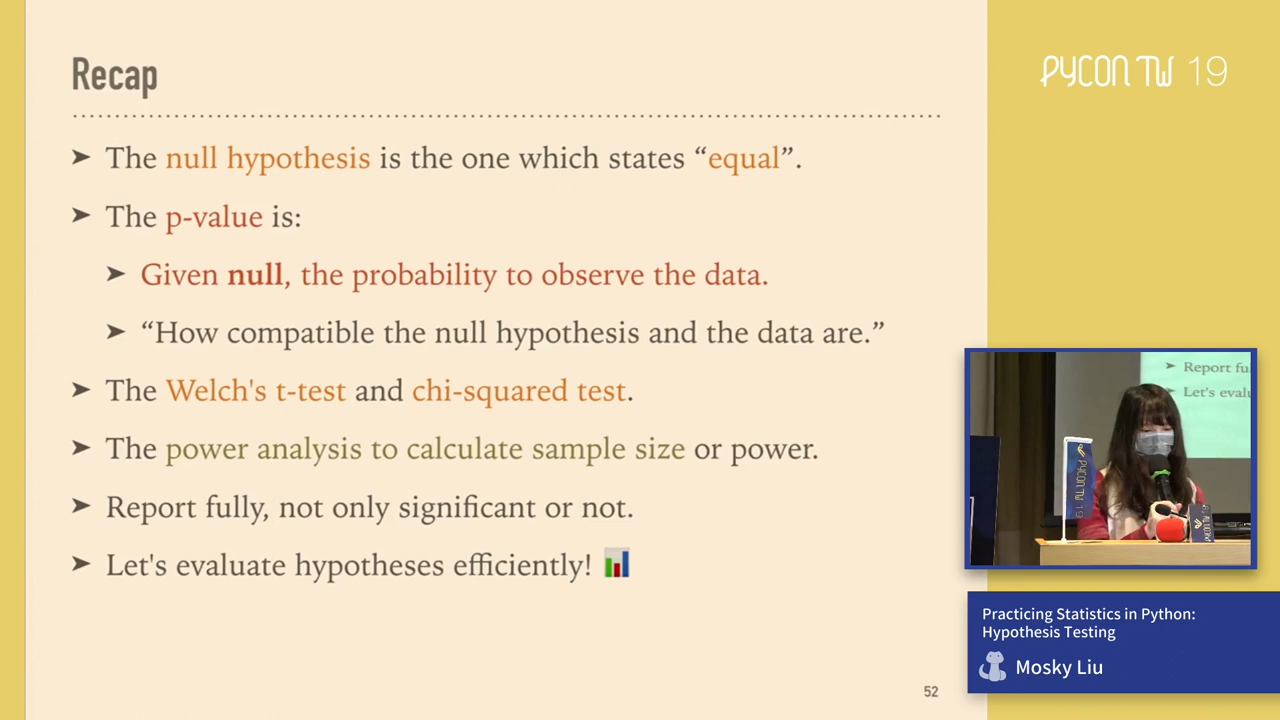 Recap
PYCON TW 19
➤ The null hypothesis is the one which states “equal”.
➤ The p-value is:
➤ Given null, the probability to observe the data.
➤ “How compatible the null hypothesis and the data are.”
➤ The Welch's t-test and chi-squared test.
➤ The power analysis to calculate sample size or power.
➤ Report fully, not only significant or not.
➤ Let's evaluate hypotheses efficiently! 📊
52
➤ Report fu
➤ Let's evalu
PYCON TW 19
Practicing Statistics in Python:
Hypothesis Testing
Mosky Liu